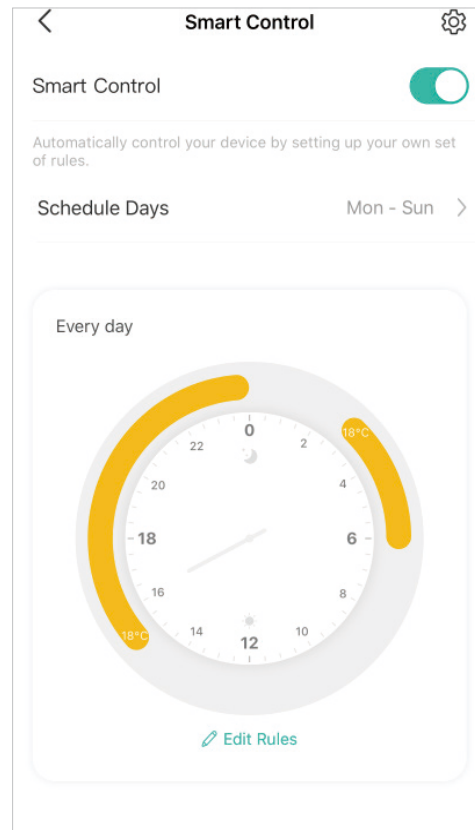 Smart Control
Smart Control
Automatically control your device by setting up your own set
of rules.
Schedule Days
Mon - Sun
Every day
0
2
4
6
8
10
12
14
16
18
20
22
18°C
18°C
Edit Rules